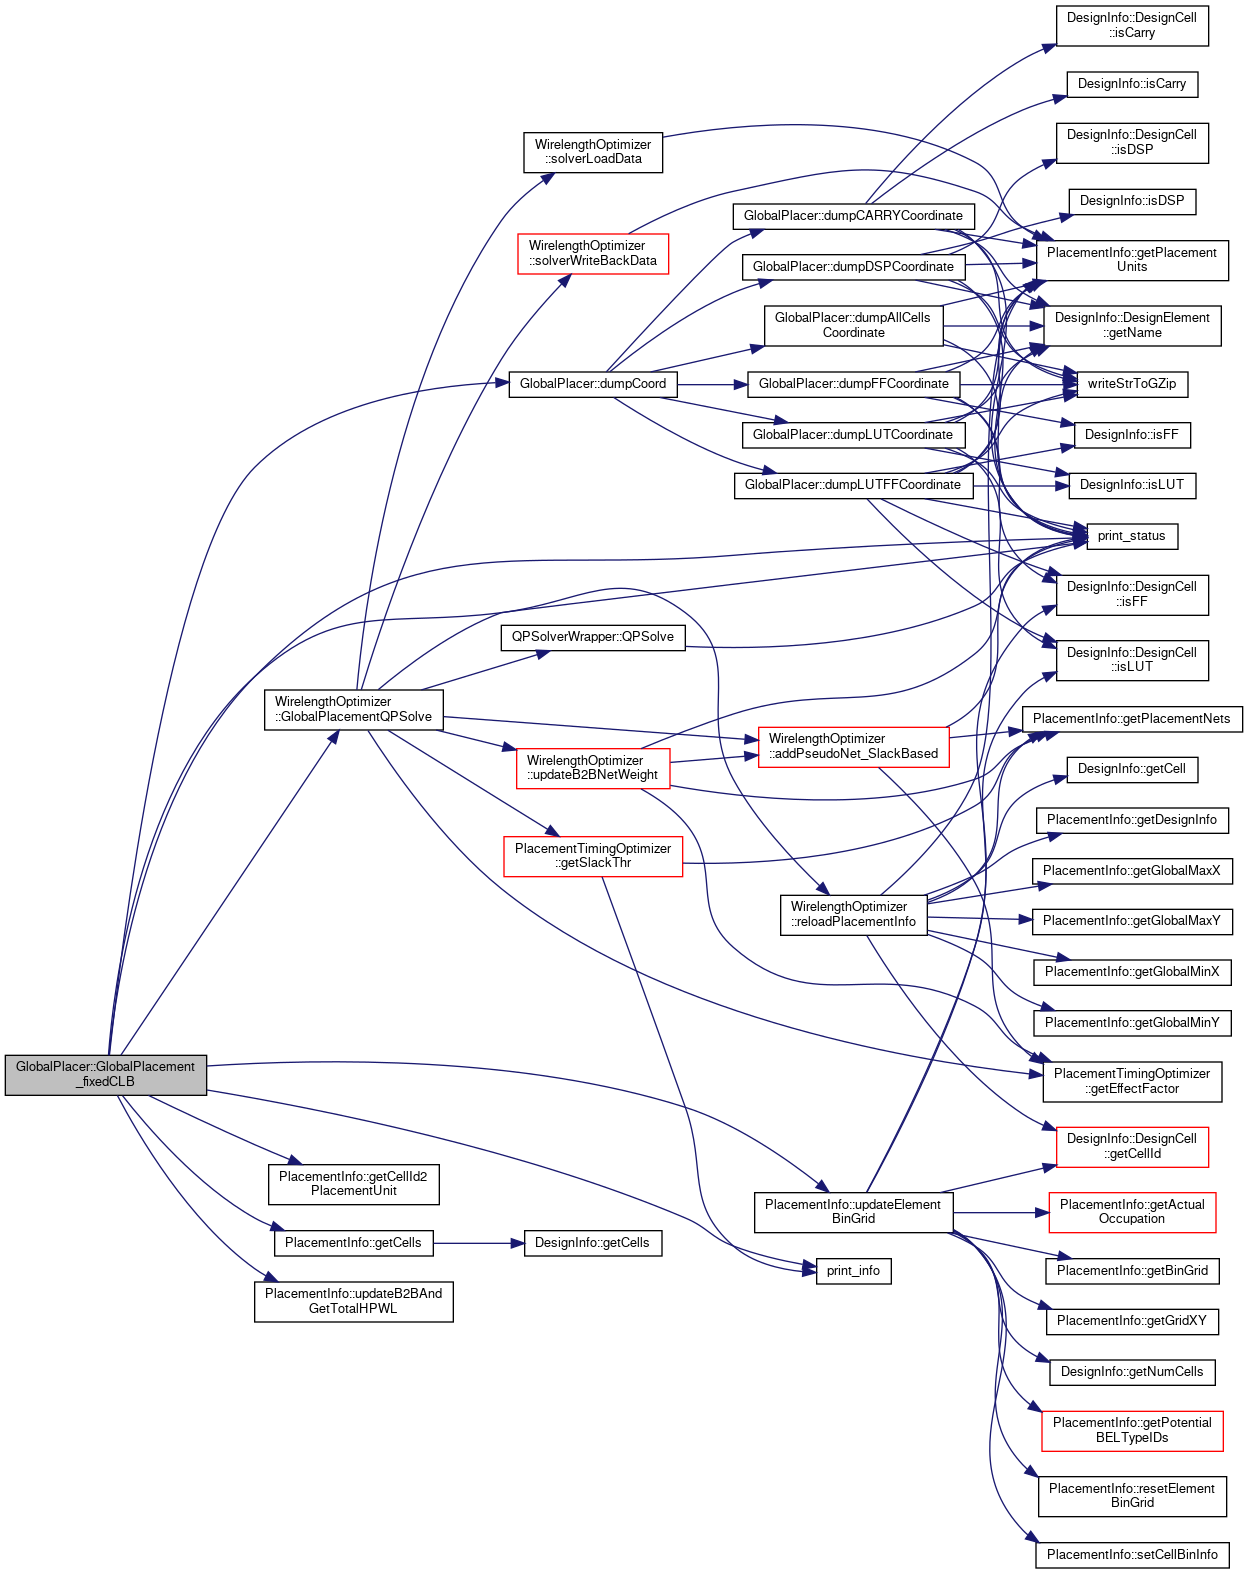 DesignInfo::DesignCell
::isCarry
DesignInfo::isCarry
DesignInfo::DesignCell
::isDSP
WirelengthOptimizer
::solverLoadData
DesignInfo::isDSP
GlobalPlacer::dumpCARRYCoordinate
WirelengthOptimizer
::solverWriteBackData
PlacementInfo::getPlacement
Units
GlobalPlacer::dumpDSPCoordinate
GlobalPlacer::dumpAllCells
Coordinate
DesignInfo::DesignElement
::getName
GlobalPlacer::dumpCoord
GlobalPlacer::dumpFFCoordinate
writeStrToGZip
GlobalPlacer::dumpLUTCoordinate
DesignInfo::isFF
GlobalPlacer::dumpLUTFFCoordinate
DesignInfo::isLUT
print_status
DesignInfo::DesignCell
::isFF
QPSolverWrapper::QPSolve
DesignInfo::DesignCell
::isLUT
WirelengthOptimizer
::GlobalPlacementQPSolve
PlacementInfo::getPlacementNets
WirelengthOptimizer
::addPseudoNet_SlackBased
WirelengthOptimizer
::updateB2BNetWeight
DesignInfo::getCell
PlacementInfo::getDesignInfo
PlacementTimingOptimizer
::getSlackThr
PlacementInfo::getGlobalMaxX
WirelengthOptimizer
::reloadPlacementInfo
PlacementInfo::getGlobalMaxY
PlacementInfo::getGlobalMinX
PlacementInfo::getGlobalMinY
GlobalPlacer::GlobalPlacement
_fixedCLB
PlacementTimingOptimizer
::getEffectFactor
DesignInfo::DesignCell
::getCellId
PlacementInfo::getCellId2
PlacementUnit
PlacementInfo::updateElement
BinGrid
PlacementInfo::getActual
Occupation
PlacementInfo::getCells
DesignInfo::getCells
print_info
PlacementInfo::getBinGrid
PlacementInfo::updateB2BAnd
GetTotalHPWL
PlacementInfo::getGridXY
DesignInfo::getNumCells
PlacementInfo::getPotential
BELTypeIDs
PlacementInfo::resetElement
BinGrid
PlacementInfo::setCellBinInfo